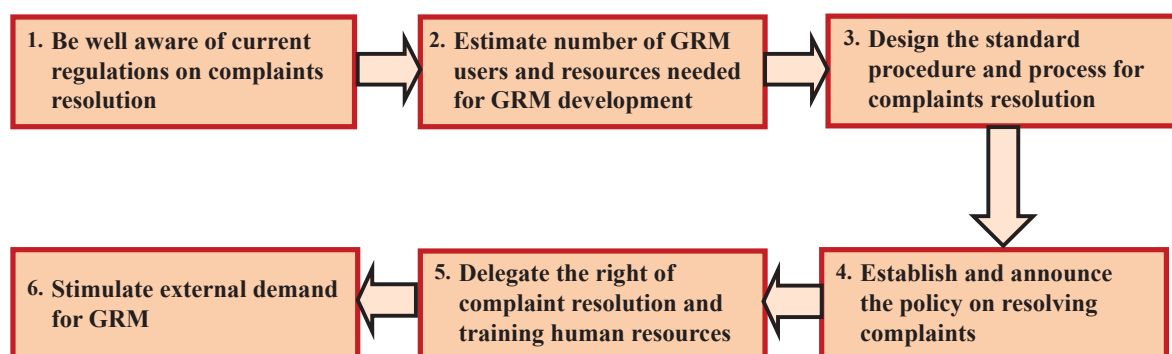 1. Be well aware of current
regulations on complaints
resolution
2. Estimate number of GRM
users and resources needed
for GRM development
3. Design the standard
procedure and process for
complaints resolution
4. Establish and announce
the policy on resolving
complaints
5. Delegate the right of
complaint resolution and
training human resources
6. Stimulate external demand
for GRM